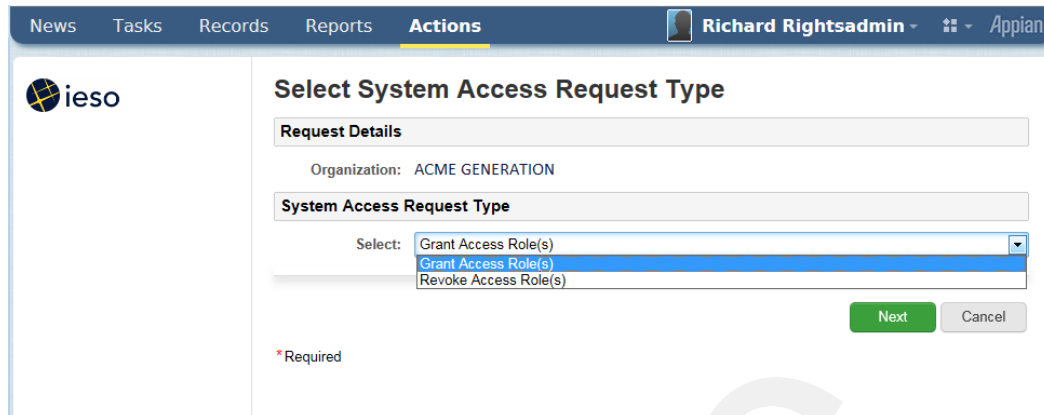 News Tasks Records Reports Actions Richard Rightsadmin Appian
ieso
Select System Access Request Type
Request Details
Organization: ACME GENERATION
System Access Request Type
Select: Grant Access Role(s)
Grant Access Role(s)
Revoke Access Role(s)
Next Cancel
*Required